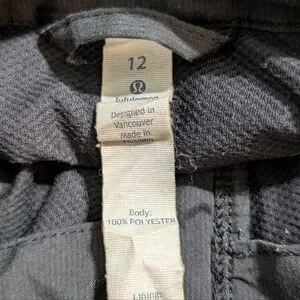 12
lululemon
Designed in
Vancouver
Made in
Vietnam
Body:
100% POLYESTER
Lining: